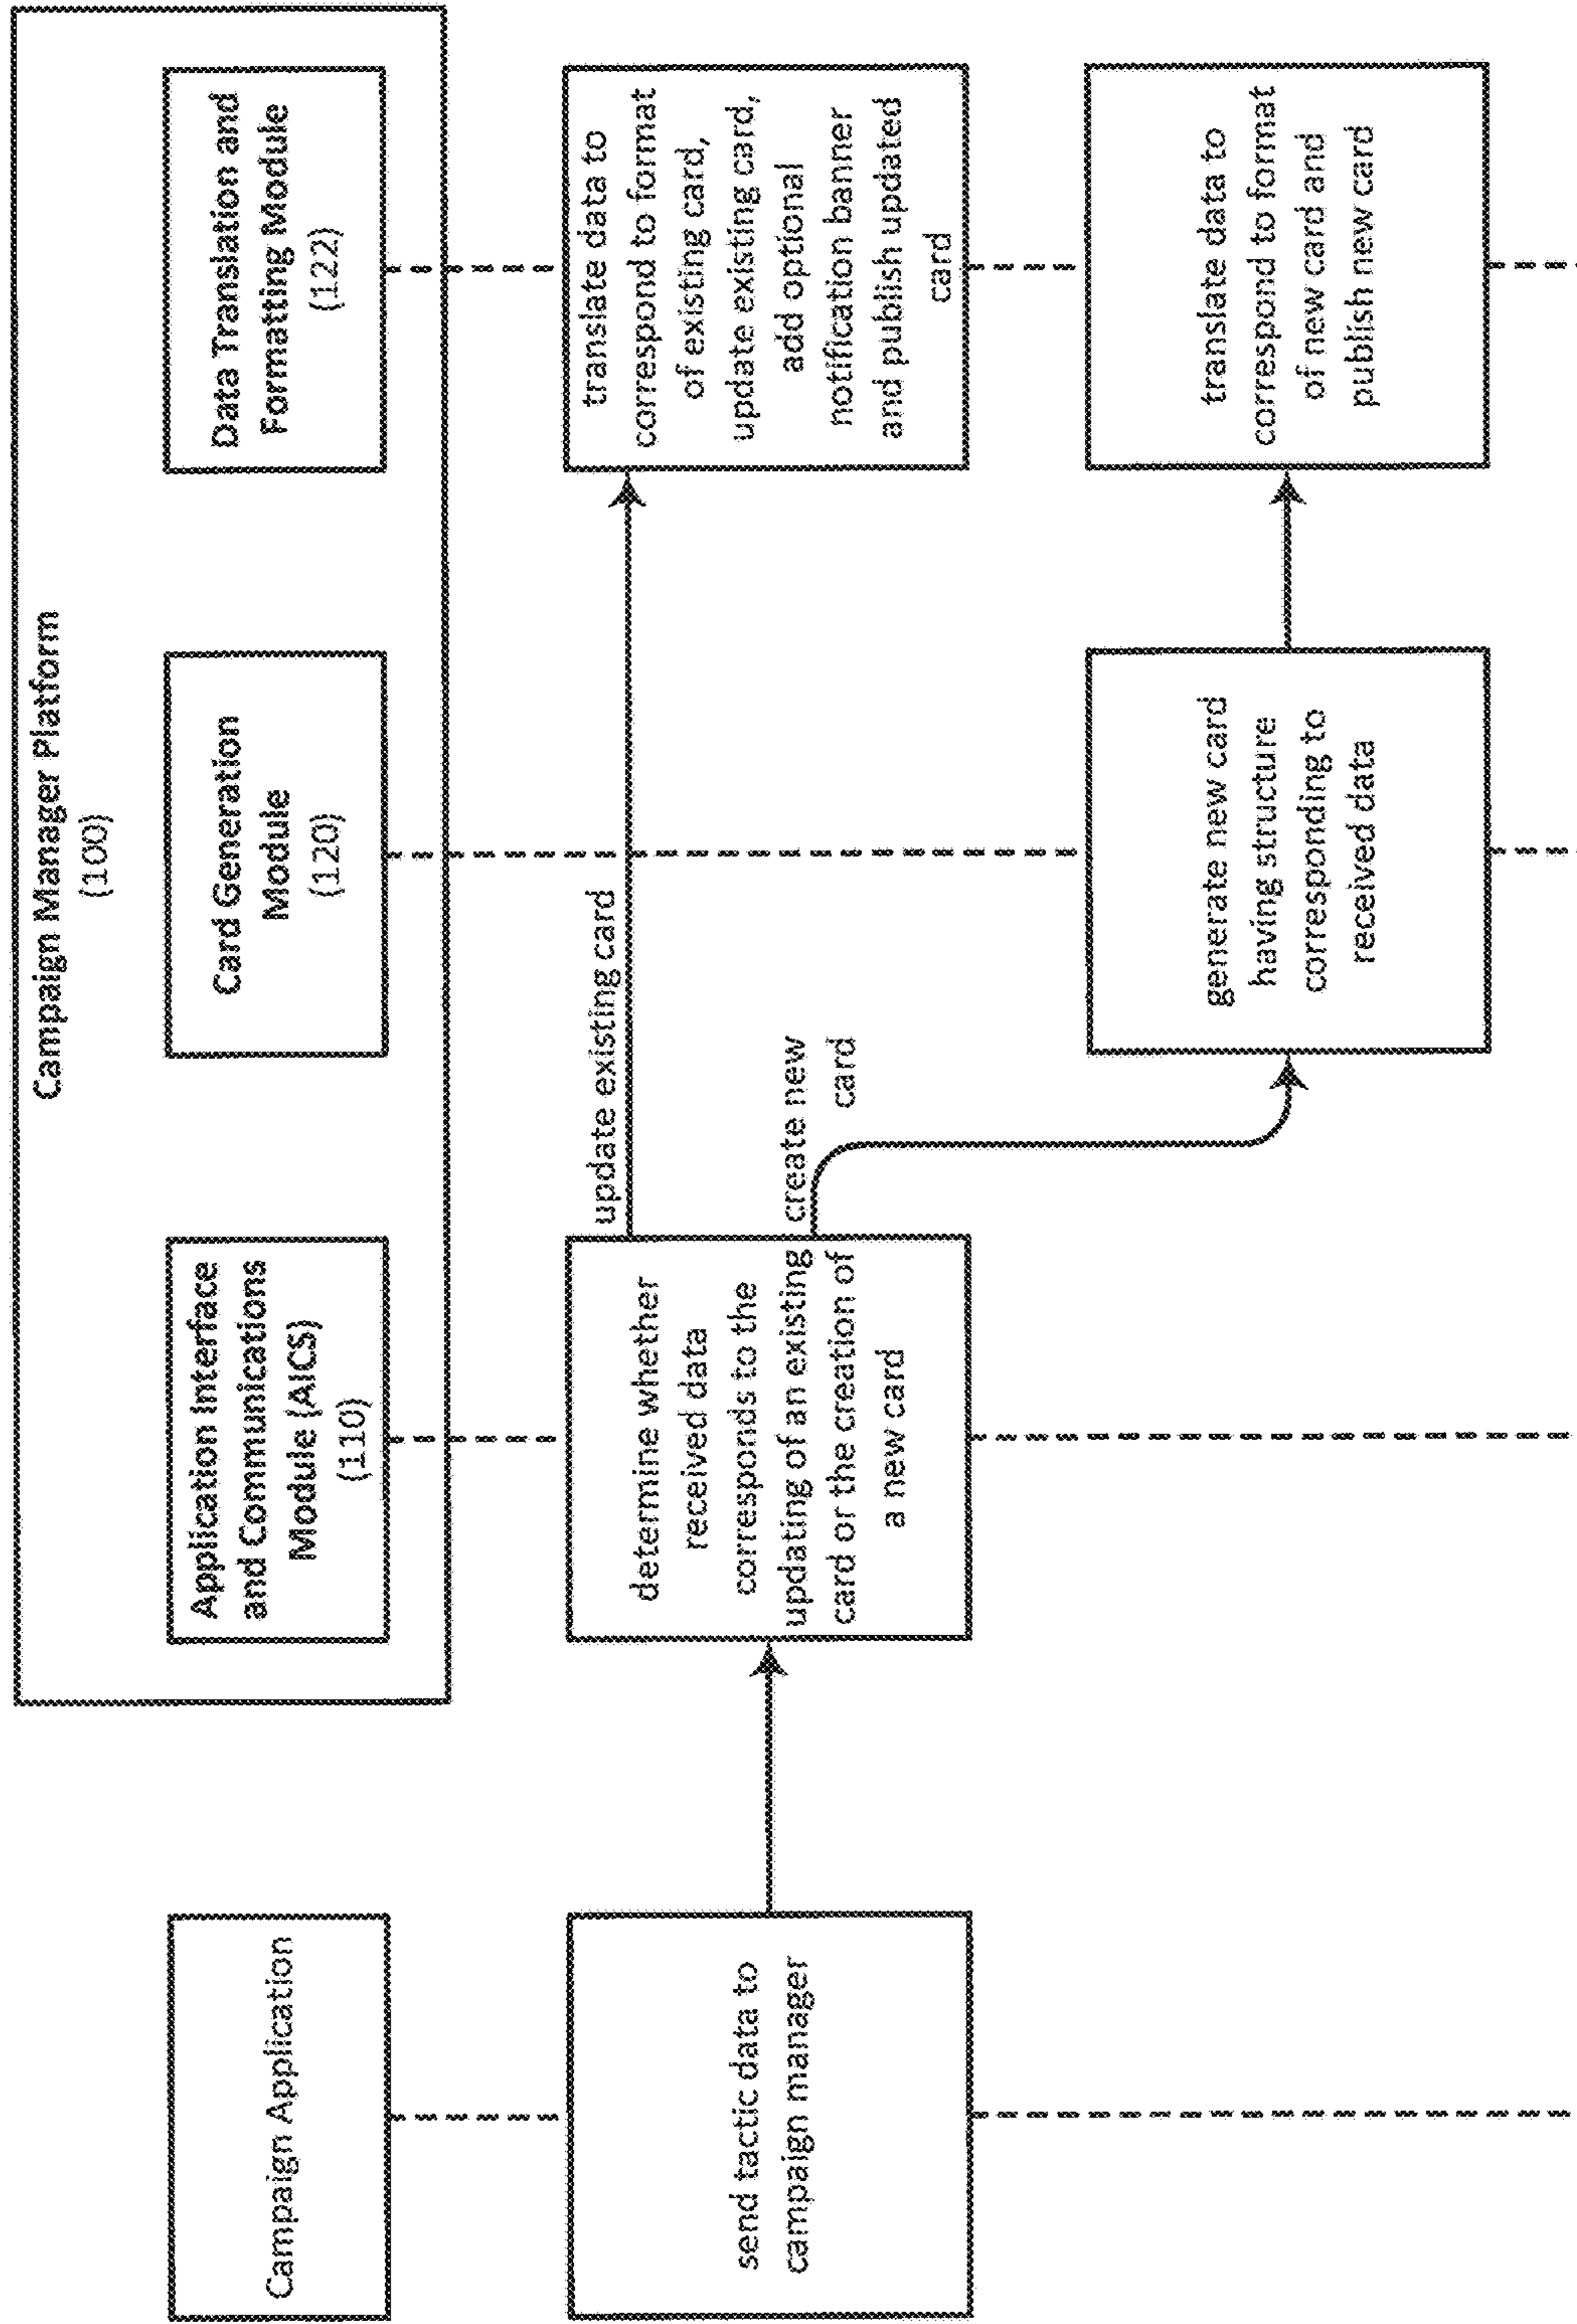 Campaign Manager Platform
(100)
Campaign Application
Application Interface
and Communications
Module (AICS)
(110)
Card Generation
Module
(120)
Data Translation and
Formatting Module
(122)
send tactic data to
campaign manager
determine whether
received data
corresponds to the
updating of an existing
card or the creation of
a new card
update existing card
create new
card
translate data to
correspond to format
of existing card,
update existing card,
add optional
notification banner
and publish updated
card
generate new card
having structure
corresponding to
received data
translate data to
correspond to format
of new card and
publish new card